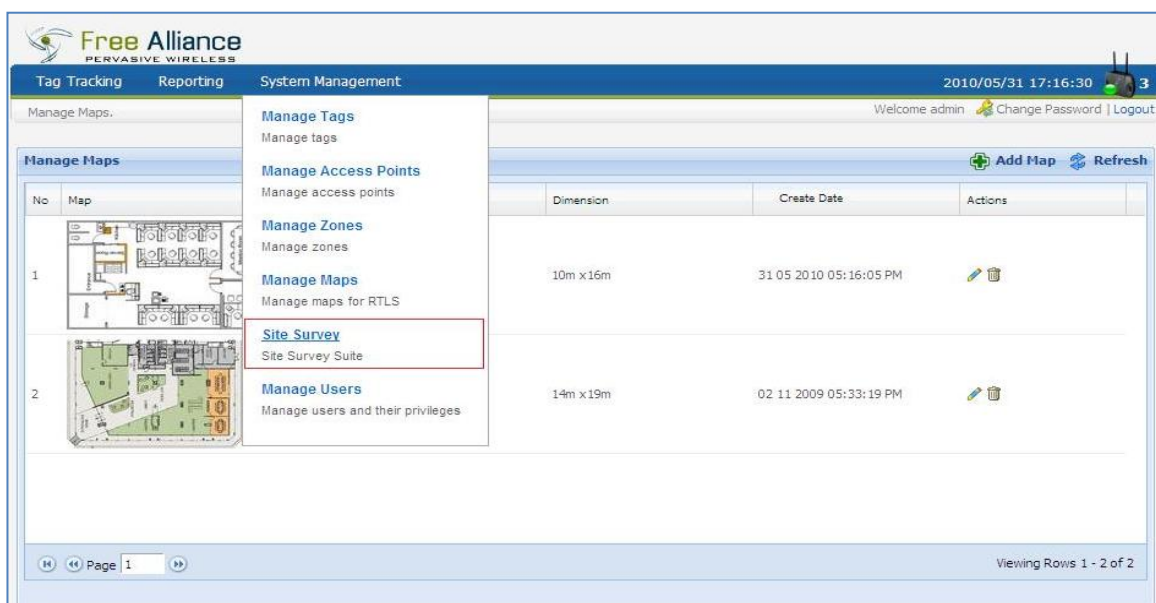 Free Alliance
PERVASIVE WIRELESS
Tag Tracking Reporting System Management 2010/05/31 17:16:30 3
Manage Maps. Welcome admin Change Password | Logout
Manage Tags
Manage tags
Manage Maps Add Map Refresh
Manage Access Points
Manage access points
No Map Dimension Create Date Actions
Manage Zones
Manage zones
1 10m x16m 31 05 2010 05:16:05 PM
Manage Maps
Manage maps for RTLS
Site Survey
Site Survey Suite
2 14m x19m 02 11 2009 05:33:19 PM
Manage Users
Manage users and their privileges
Page 1 Viewing Rows 1 - 2 of 2